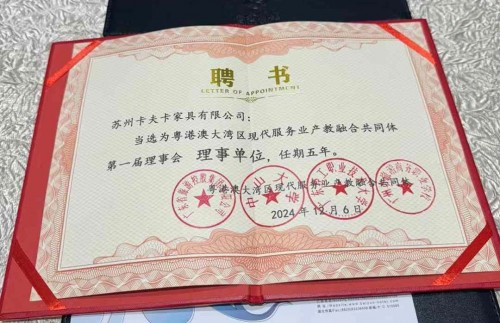 聘书
LETTER OF APPOINTMENT
苏州卡夫卡家具有限公司：
当选为粤港澳大湾区现代服务业产教融合共同体
第一届理事会 理事单位，任期五年。
粤港澳大湾区现代服务业产教融合共同体
中山大学
2024年12月6日